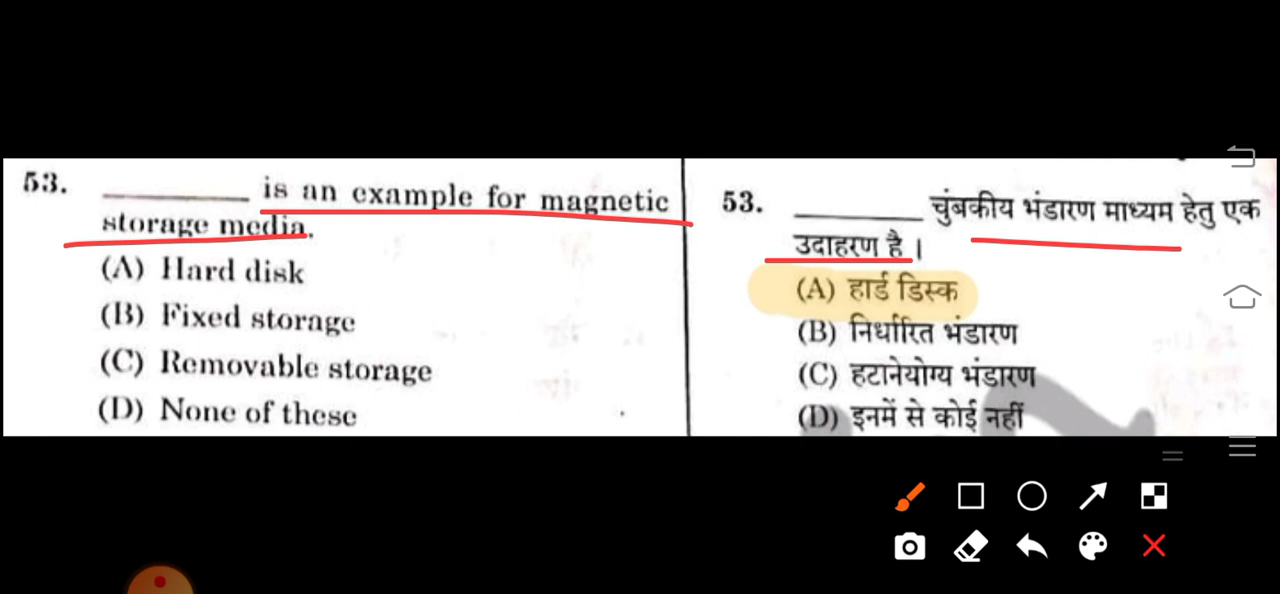 53. ________ is an example for magnetic
storage media.
(A) Hard disk
(B) Fixed storage
(C) Removable storage
(D) None of these
53. ________ चुंबकीय भंडारण माध्यम हेतु एक
उदाहरण है ।
(A) हार्ड डिस्क
(B) निर्धारित भंडारण
(C) हटानेयोग्य भंडारण
(D) इनमें से कोई नहीं